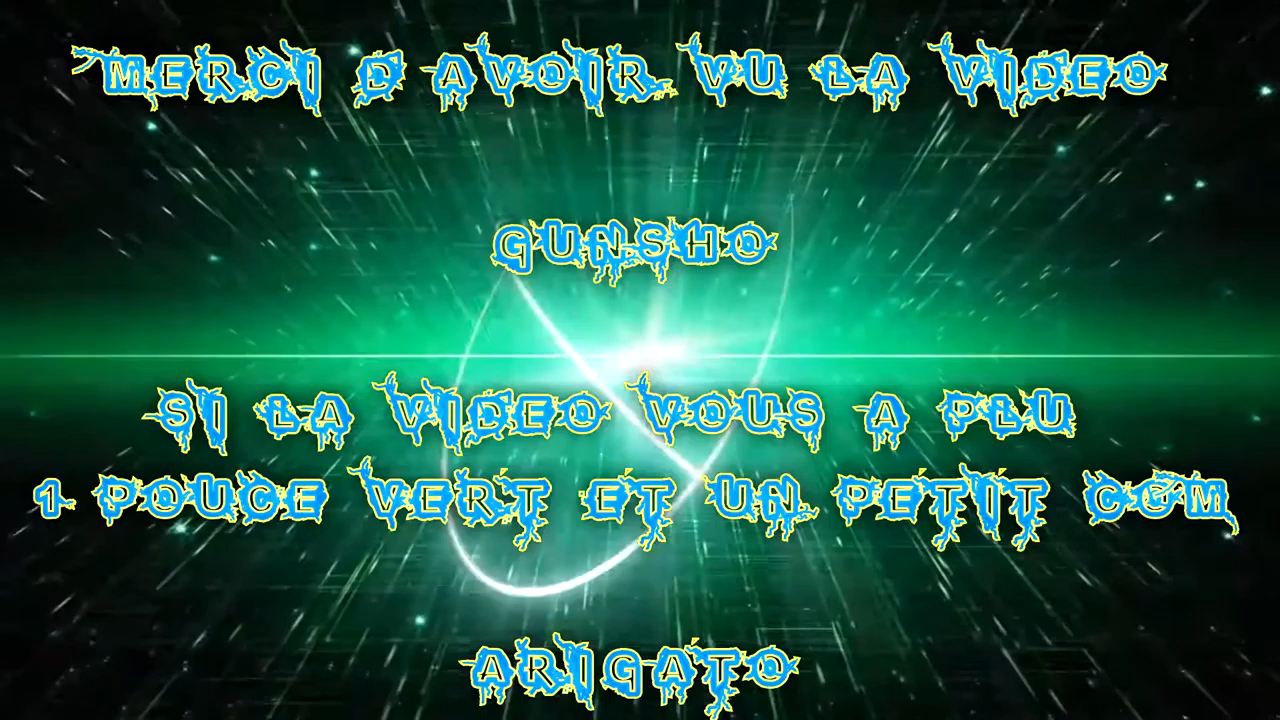 MERCI D AVOIR VU LA VIDEO
GUNSHO
SI LA VIDEO VOUS A PLU
1 POUCE VERT ET UN PETIT COM
ARIGATO